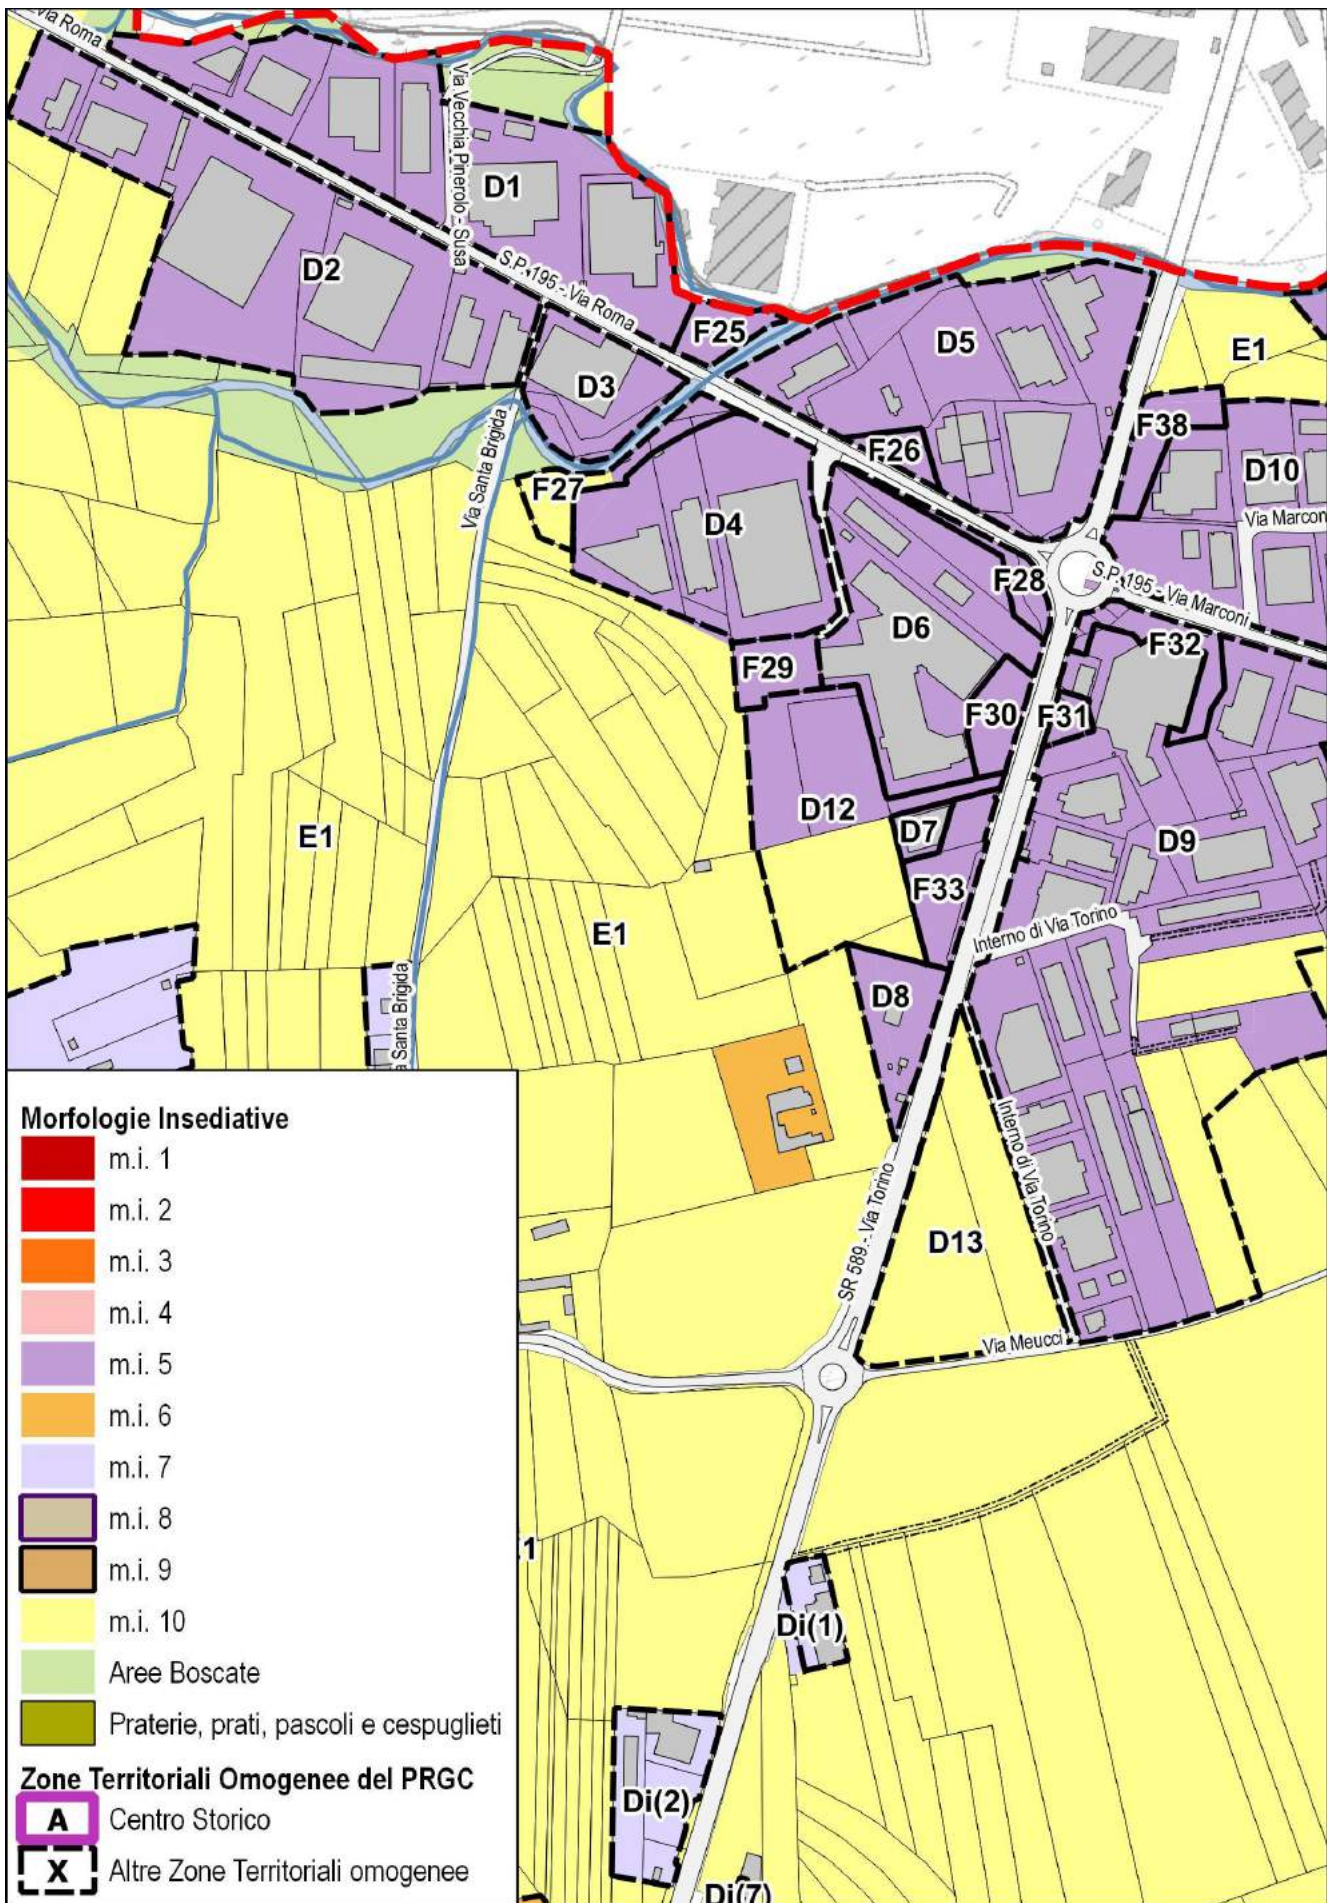 Via Roma
Via Vecchia Pinerolo - Susa
D1
D2
S.P. 195 - Via Roma
F25
D5
E1
D3
F38
F26
D10
Via Santa Brigida
F27
D4
Via Marcon
F28
S.P. 195 - Via Marconi
D6
F32
F29
F30
F31
D12
D7
E1
D9
F33
E1
Interno di Via Torino
Santa Brigida
D8
Interno di Via Torino
SR 589 - Via Torino
D13
Via Meucci
1
Di(1)
Di(2)
Di(7)
Morfologie Insediative
m.i. 1
m.i. 2
m.i. 3
m.i. 4
m.i. 5
m.i. 6
m.i. 7
m.i. 8
m.i. 9
m.i. 10
Aree Boscate
Praterie, prati, pascoli e cespuglieti
Zone Territoriali Omogenee del PRGC
A Centro Storico
X Altre Zone Territoriali omogenee